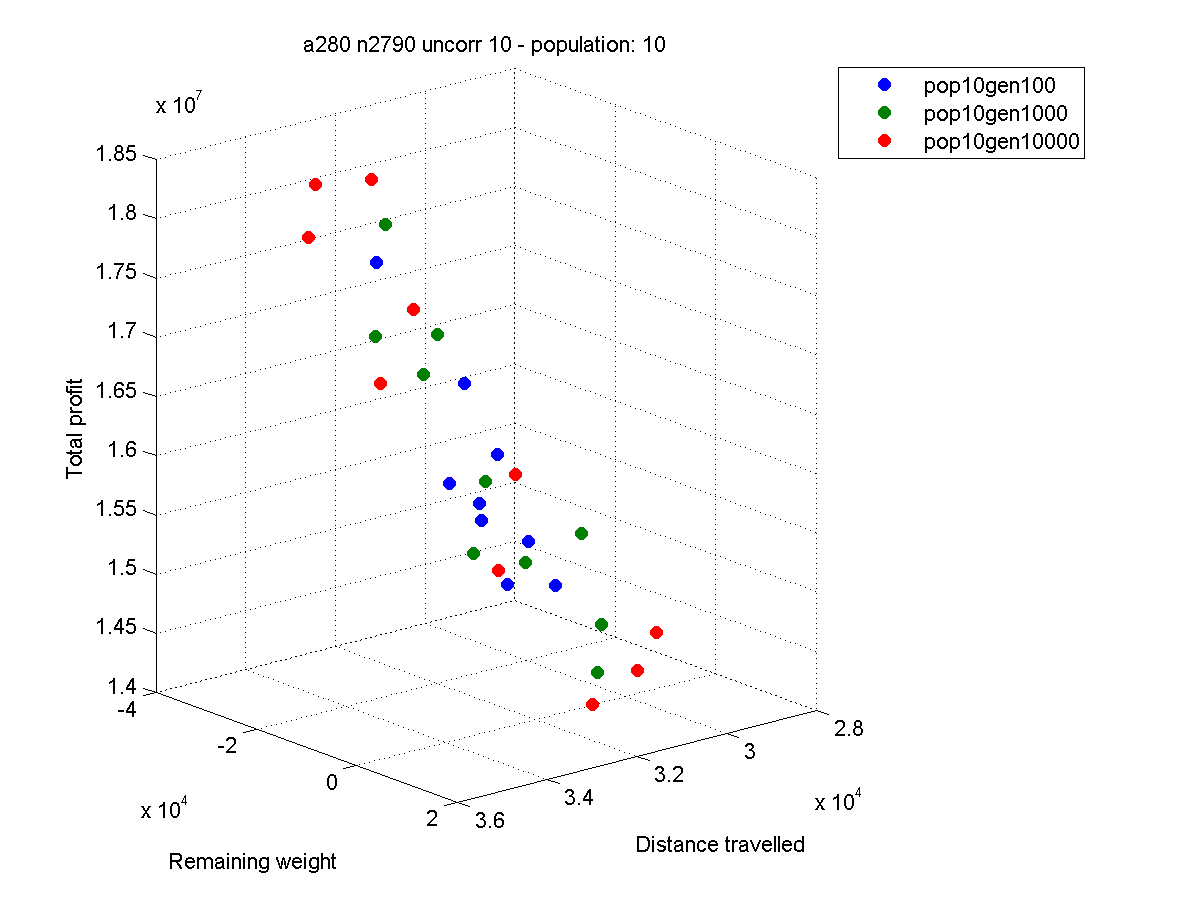 a280 n2790 uncorr 10 - population: 10
pop10gen100
pop10gen1000
pop10gen10000
x 10^7
1.85
1.8
1.75
1.7
1.65
1.6
1.55
1.5
1.45
1.4
Total profit
-4
-2
0
2
x 10^4
Remaining weight
3.6
3.4
3.2
3
2.8
x 10^4
Distance travelled